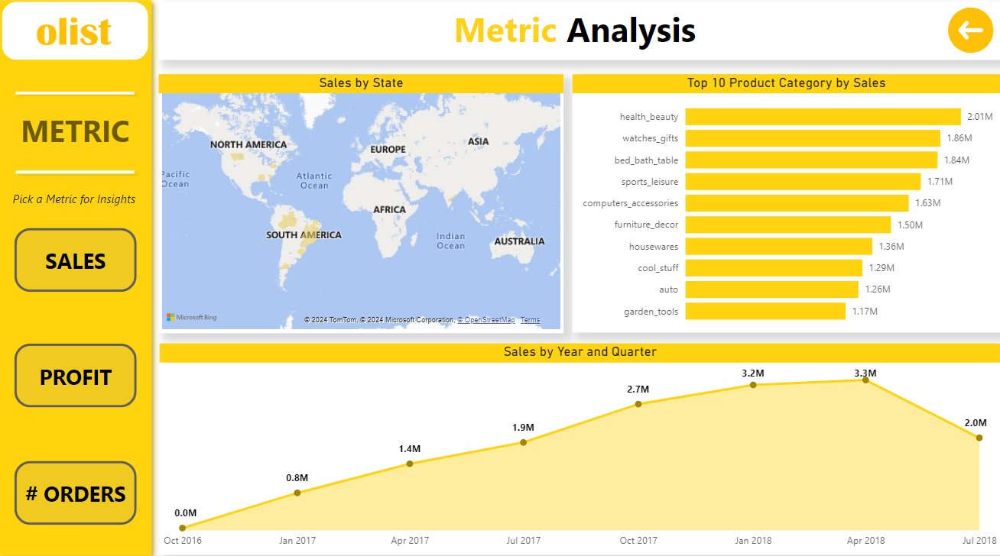 olist
Metric Analysis
METRIC
Pick a Metric for Insights
SALES
PROFIT
# ORDERS
Sales by State
NORTH AMERICA
EUROPE
ASIA
Pacific
Ocean
Atlantic
Ocean
AFRICA
SOUTH AMERICA
Indian
Ocean
AUSTRALIA
Microsoft Bing
© 2024 TomTom, © 2024 Microsoft Corporation, © OpenStreetMap Terms
Top 10 Product Category by Sales
health_beauty 2.01M
watches_gifts 1.86M
bed_bath_table 1.84M
sports_leisure 1.71M
computers_accessories 1.63M
furniture_decor 1.50M
housewares 1.36M
cool_stuff 1.29M
auto 1.26M
garden_tools 1.17M
Sales by Year and Quarter
0.0M 0.8M 1.4M 1.9M 2.7M 3.2M 3.3M 2.0M
Oct 2016 Jan 2017 Apr 2017 Jul 2017 Oct 2017 Jan 2018 Apr 2018 Jul 2018